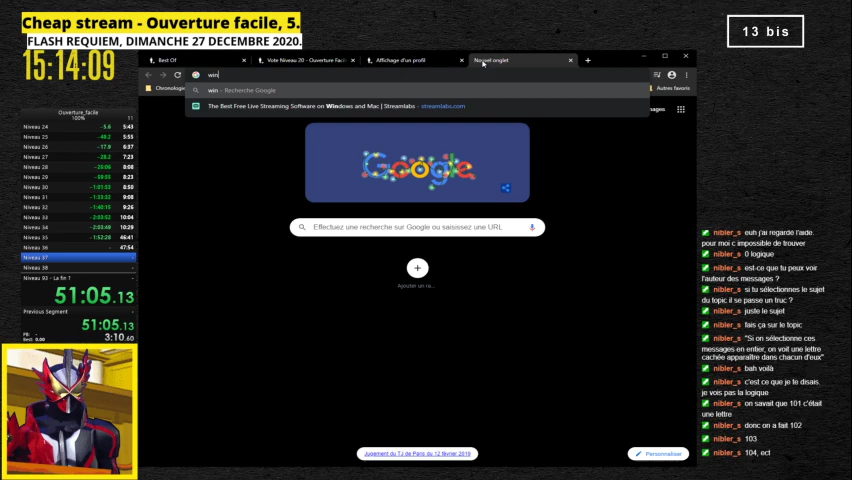 Cheap stream - Ouverture facile, 5.
FLASH REQUIEM, DIMANCHE 27 DECEMBRE 2020.
15:14:09
13 bis
Best Of
Vote Niveau 20 - Ouverture Facile
Affichage d'un profil
Nouvel onglet
win
win - Recherche Google
The Best Free Live Streaming Software on Windows and Mac | Streamlabs - streamlabs.com
Chronologie
Autres favoris
Images
Google
Effectuez une recherche sur Google ou saisissez une URL
Ajouter un ra...
Jugement du TJ de Paris du 12 février 2019
Personnaliser
Ouverture_facile
100% 11
Niveau 24 -5.6 5:43
Niveau 25 -49.2 5:55
Niveau 26 -17.9 6:37
Niveau 27 -28.2 7:23
Niveau 28 -26:06 8:08
Niveau 29 -59:55 8:23
Niveau 30 -1:01:53 8:50
Niveau 31 -1:33:52 9:08
Niveau 32 -1:40:15 9:26
Niveau 33 -2:03:52 10:04
Niveau 34 -2:03:49 10:29
Niveau 35 -1:52:28 46:41
Niveau 36 - 47:54
Niveau 37 -
Niveau 38 -
Niveau 93 - La fin ? -
51:05.13
Previous Segment -
51:05.13
PB: -
Best: 0.00
3:10.60
nibler_s euh j'ai regardé l'aide.
pour moi c impossible de trouver
nibler_s 0 logique
nibler_s est-ce que tu peux voir
l'auteur des messages ?
nibler_s si tu sélectionnes le sujet
du topic il se passe un truc ?
nibler_s juste le sujet
nibler_s fais ça sur le topic
nibler_s "Si on sélectionne ces
messages en entier, on voit une lettre
cachée apparaître dans chacun d'eux"
nibler_s bah voilà
nibler_s c'est ce que je te disais,
je vois pas la logique
nibler_s on savait que 101 c'était
une lettre
nibler_s donc on a fait 102
nibler_s 103
nibler_s 104, ect